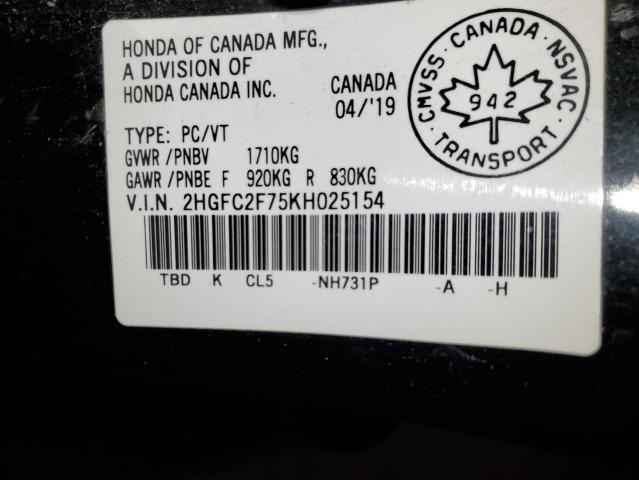 HONDA OF CANADA MFG.,
A DIVISION OF
HONDA CANADA INC.
CANADA
04/'19
TYPE: PC/VT
GVWR /PNBV 1710KG
GAWR /PNBE F 920KG R 830KG
V.I.N. 2HGFC2F75KH025154
TBD K CL5 -NH731P -A -H
CMVSS · CANADA · NSVAC
942
TRANSPORT